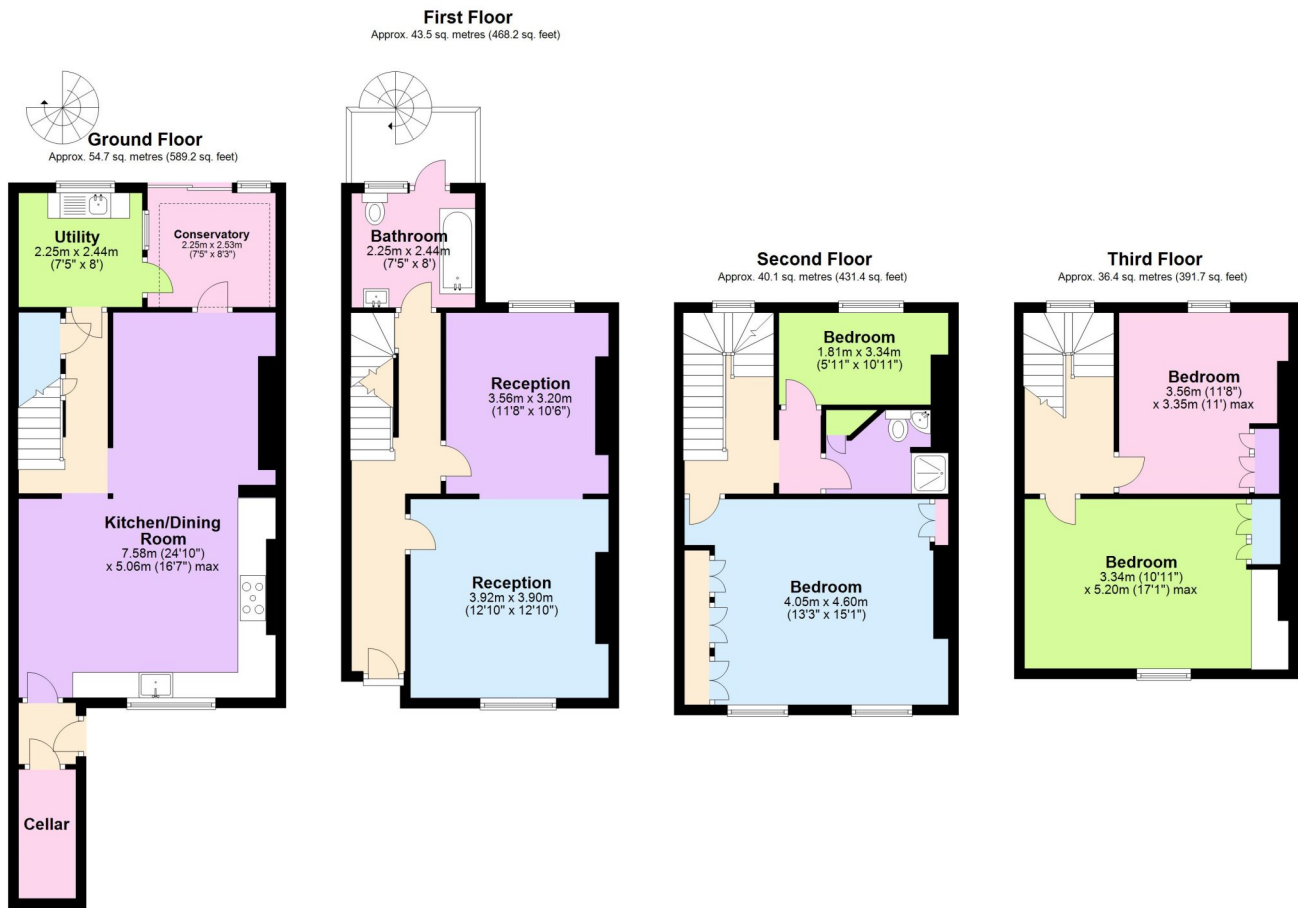 First Floor
Approx. 43.5 sq. metres (468.2 sq. feet)
Ground Floor
Approx. 54.7 sq. metres (589.2 sq. feet)
Utility
2.25m x 2.44m
(7'5" x 8')
Conservatory
2.25m x 2.53m
(7'5" x 8'3")
Kitchen/Dining
Room
7.58m (24'10")
x 5.06m (16'7") max
Cellar
Bathroom
2.25m x 2.44m
(7'5" x 8')
Reception
3.56m x 3.20m
(11'8" x 10'6")
Reception
3.92m x 3.90m
(12'10" x 12'10")
Second Floor
Approx. 40.1 sq. metres (431.4 sq. feet)
Bedroom
1.81m x 3.34m
(5'11" x 10'11")
Bedroom
4.05m x 4.60m
(13'3" x 15'1")
Third Floor
Approx. 36.4 sq. metres (391.7 sq. feet)
Bedroom
3.56m (11'8")
x 3.35m (11') max
Bedroom
3.34m (10'11")
x 5.20m (17'1") max